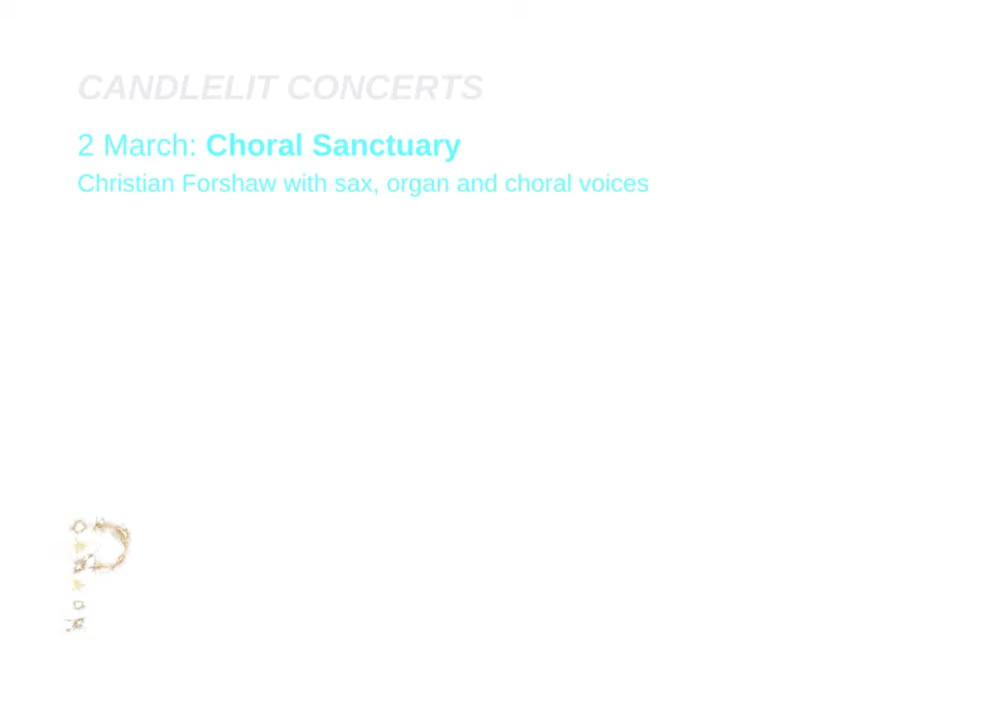 CANDLELIT CONCERTS
2 March: Choral Sanctuary
Christian Forshaw with sax, organ and choral voices
P